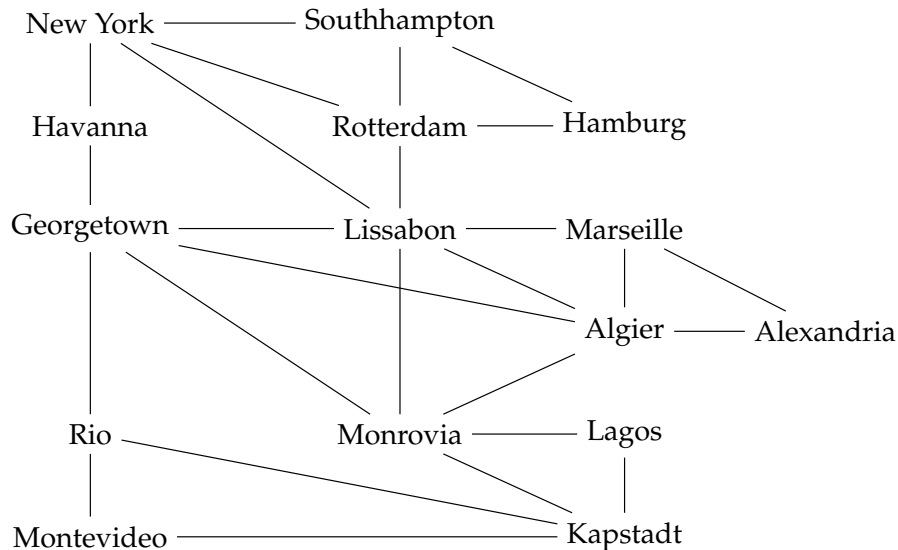 New York Southhampton
Havanna Rotterdam Hamburg
Georgetown Lissabon Marseille
Algier Alexandria
Rio Monrovia Lagos
Montevideo Kapstadt